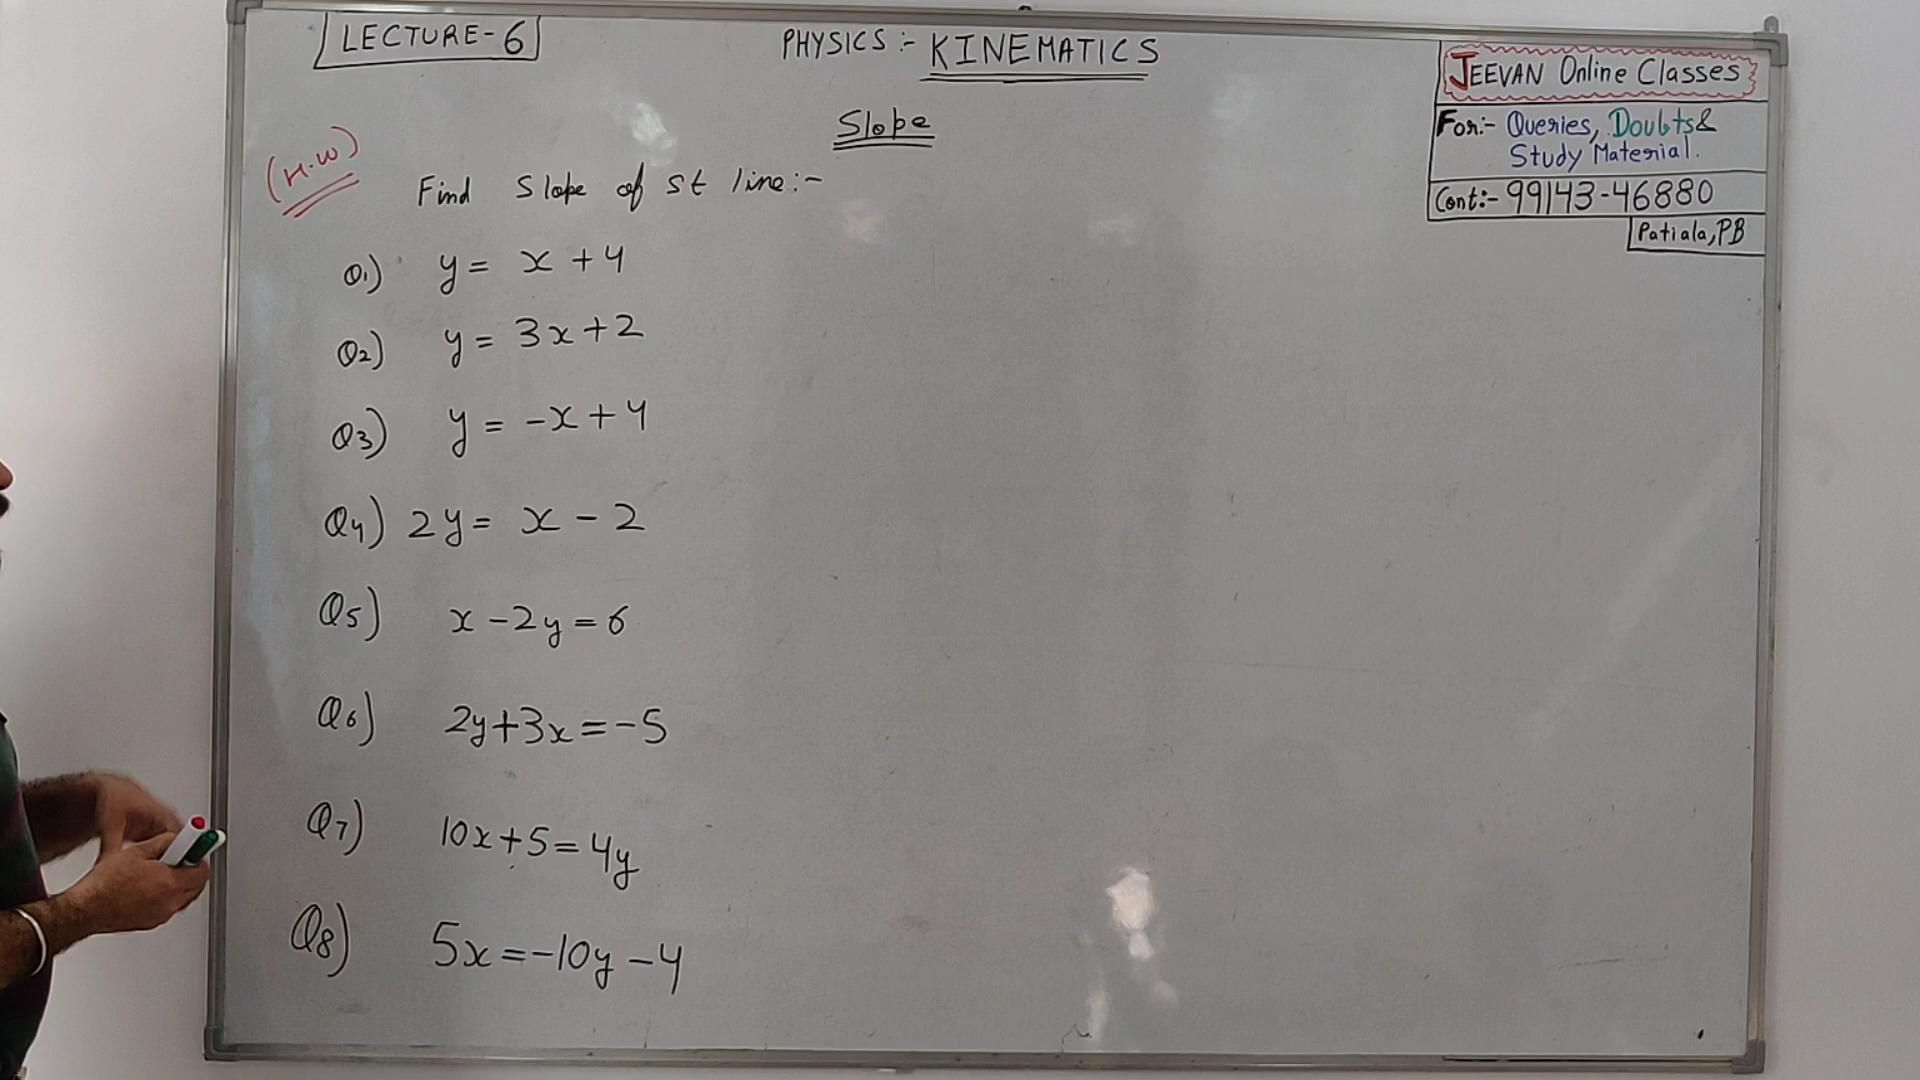 LECTURE-6
PHYSICS:- KINEMATICS
JEEVAN Online Classes
For:- Queries, Doubts &
Study Material.
Cont:- 99143-46880
Patiala, PB
Slope
(H.W)
Find Slope of st line:-
Q1) y = x + 4
Q2) y = 3x + 2
Q3) y = -x + 4
Q4) 2y = x - 2
Q5) x - 2y = 6
Q6) 2y + 3x = -5
Q7) 10x + 5 = 4y
Q8) 5x = -10y - 4